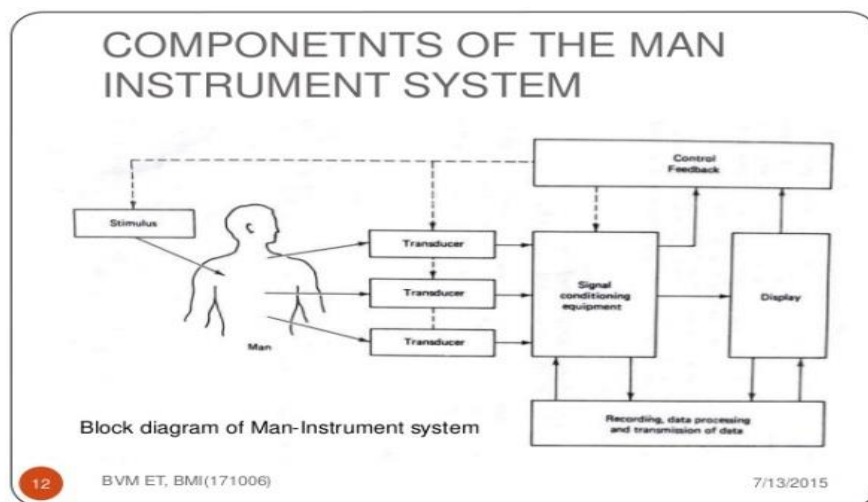 COMPONETNTS OF THE MAN
INSTRUMENT SYSTEM
Control
Feedback
Stimulus
Transducer
Transducer
Transducer
Signal
conditioning
equipment
Display
Man
Recording, data processing
and transmission of data
Block diagram of Man-Instrument system
12
BVM ET, BMI(171006)
7/13/2015